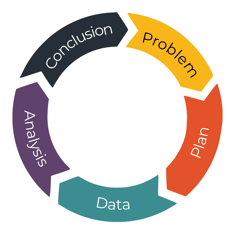 Problem
Plan
Data
Analysis
Conclusion